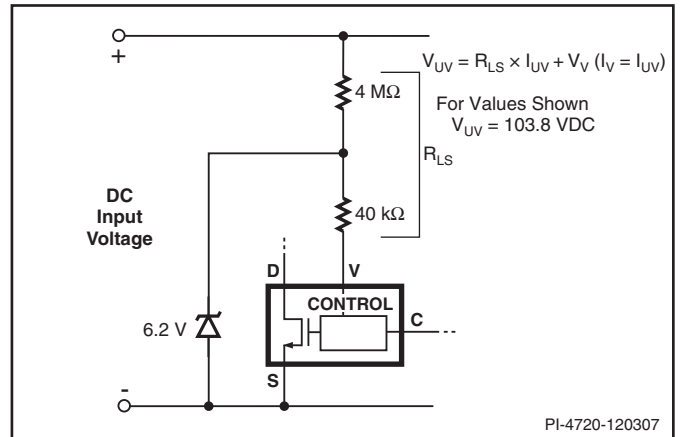 +
V_UV = R_LS × I_UV + V_V (I_V = I_UV)
4 MΩ
For Values Shown
V_UV = 103.8 VDC
R_LS
DC
Input
Voltage
40 kΩ
D
V
CONTROL
C
6.2 V
S
-
PI-4720-120307